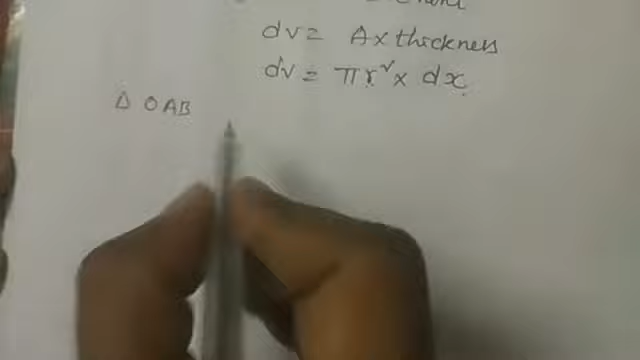 dv = A x thickness
dv = πr² x dx
Δ OAB